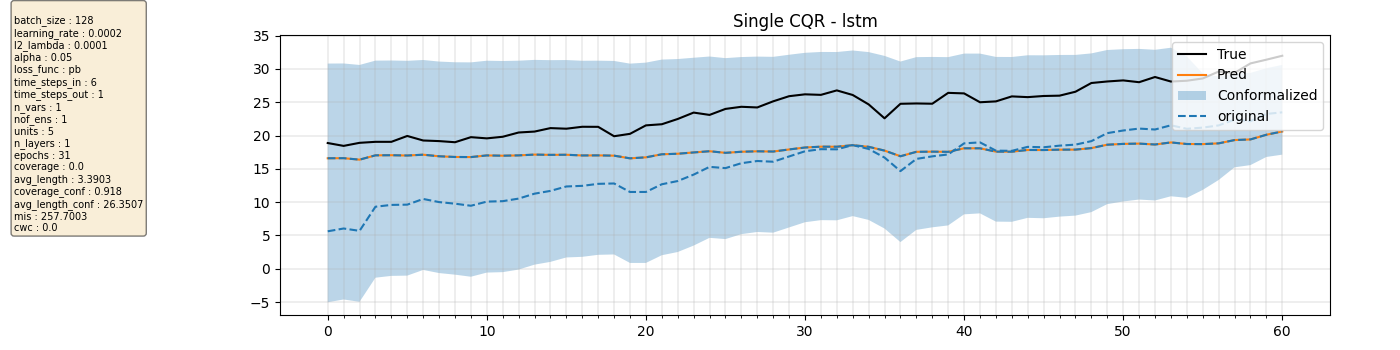 batch_size : 128
learning_rate : 0.0002
l2_lambda : 0.0001
alpha : 0.05
loss_func : pb
time_steps_in : 6
time_steps_out : 1
n_vars : 1
nof_ens : 1
units : 5
n_layers : 1
epochs : 31
coverage : 0.0
avg_length : 3.3903
coverage_conf : 0.918
avg_length_conf : 26.3507
mis : 257.7003
cwc : 0.0
Single CQR - lstm
35
30
25
20
15
10
5
0
−5
True
Pred
Conformalized
original
0 10 20 30 40 50 60